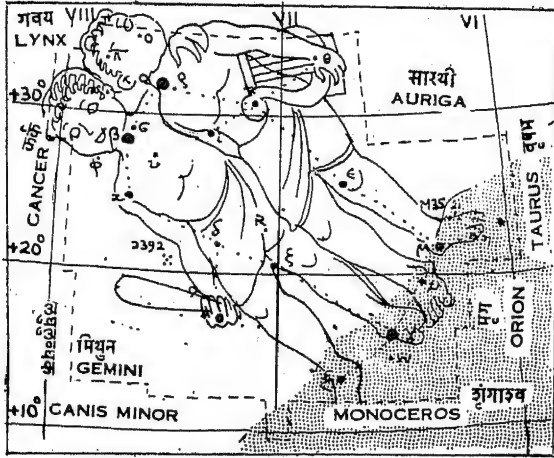 गवय VIII VII VI
LYNX
+30°
सारथी
AURIGA
वृषभ
TAURUS
कर्क
CANCER
M35
+20°
2392
मृग
ORION
मिथुन
GEMINI
शृंगाश्व
+10° CANIS MINOR MONOCEROS